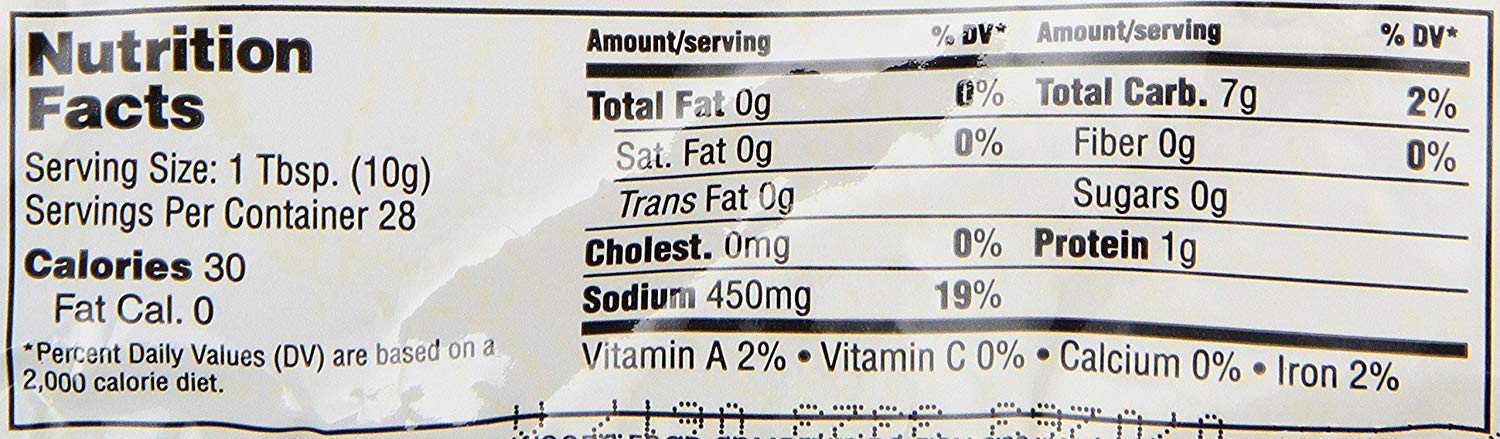 Nutrition
Facts
Serving Size: 1 Tbsp. (10g)
Servings Per Container 28
Calories 30
Fat Cal. 0
*Percent Daily Values (DV) are based on a
2,000 calorie diet.
Amount/serving % DV*
Total Fat 0g 0%
Sat. Fat 0g 0%
Trans Fat 0g
Cholest. 0mg 0%
Sodium 450mg 19%
Amount/serving % DV*
Total Carb. 7g 2%
Fiber 0g 0%
Sugars 0g
Protein 1g
Vitamin A 2% • Vitamin C 0% • Calcium 0% • Iron 2%